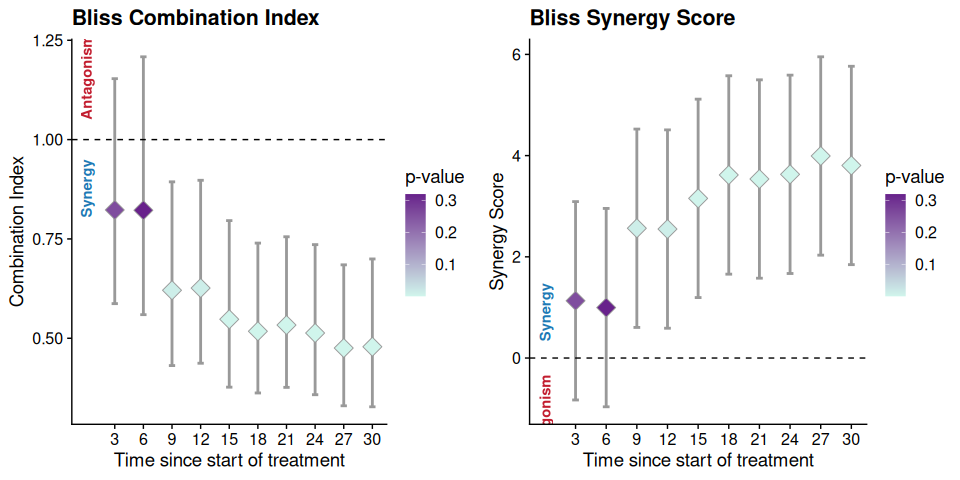 Bliss Combination Index
Combination Index
1.25
1.00
0.75
0.50
Antagonism
Synergy
3 6 9 12 15 18 21 24 27 30
Time since start of treatment
p-value
0.3
0.2
0.1
Bliss Synergy Score
Synergy Score
6
4
2
0
Synergy
gonism
3 6 9 12 15 18 21 24 27 30
Time since start of treatment
p-value
0.3
0.2
0.1